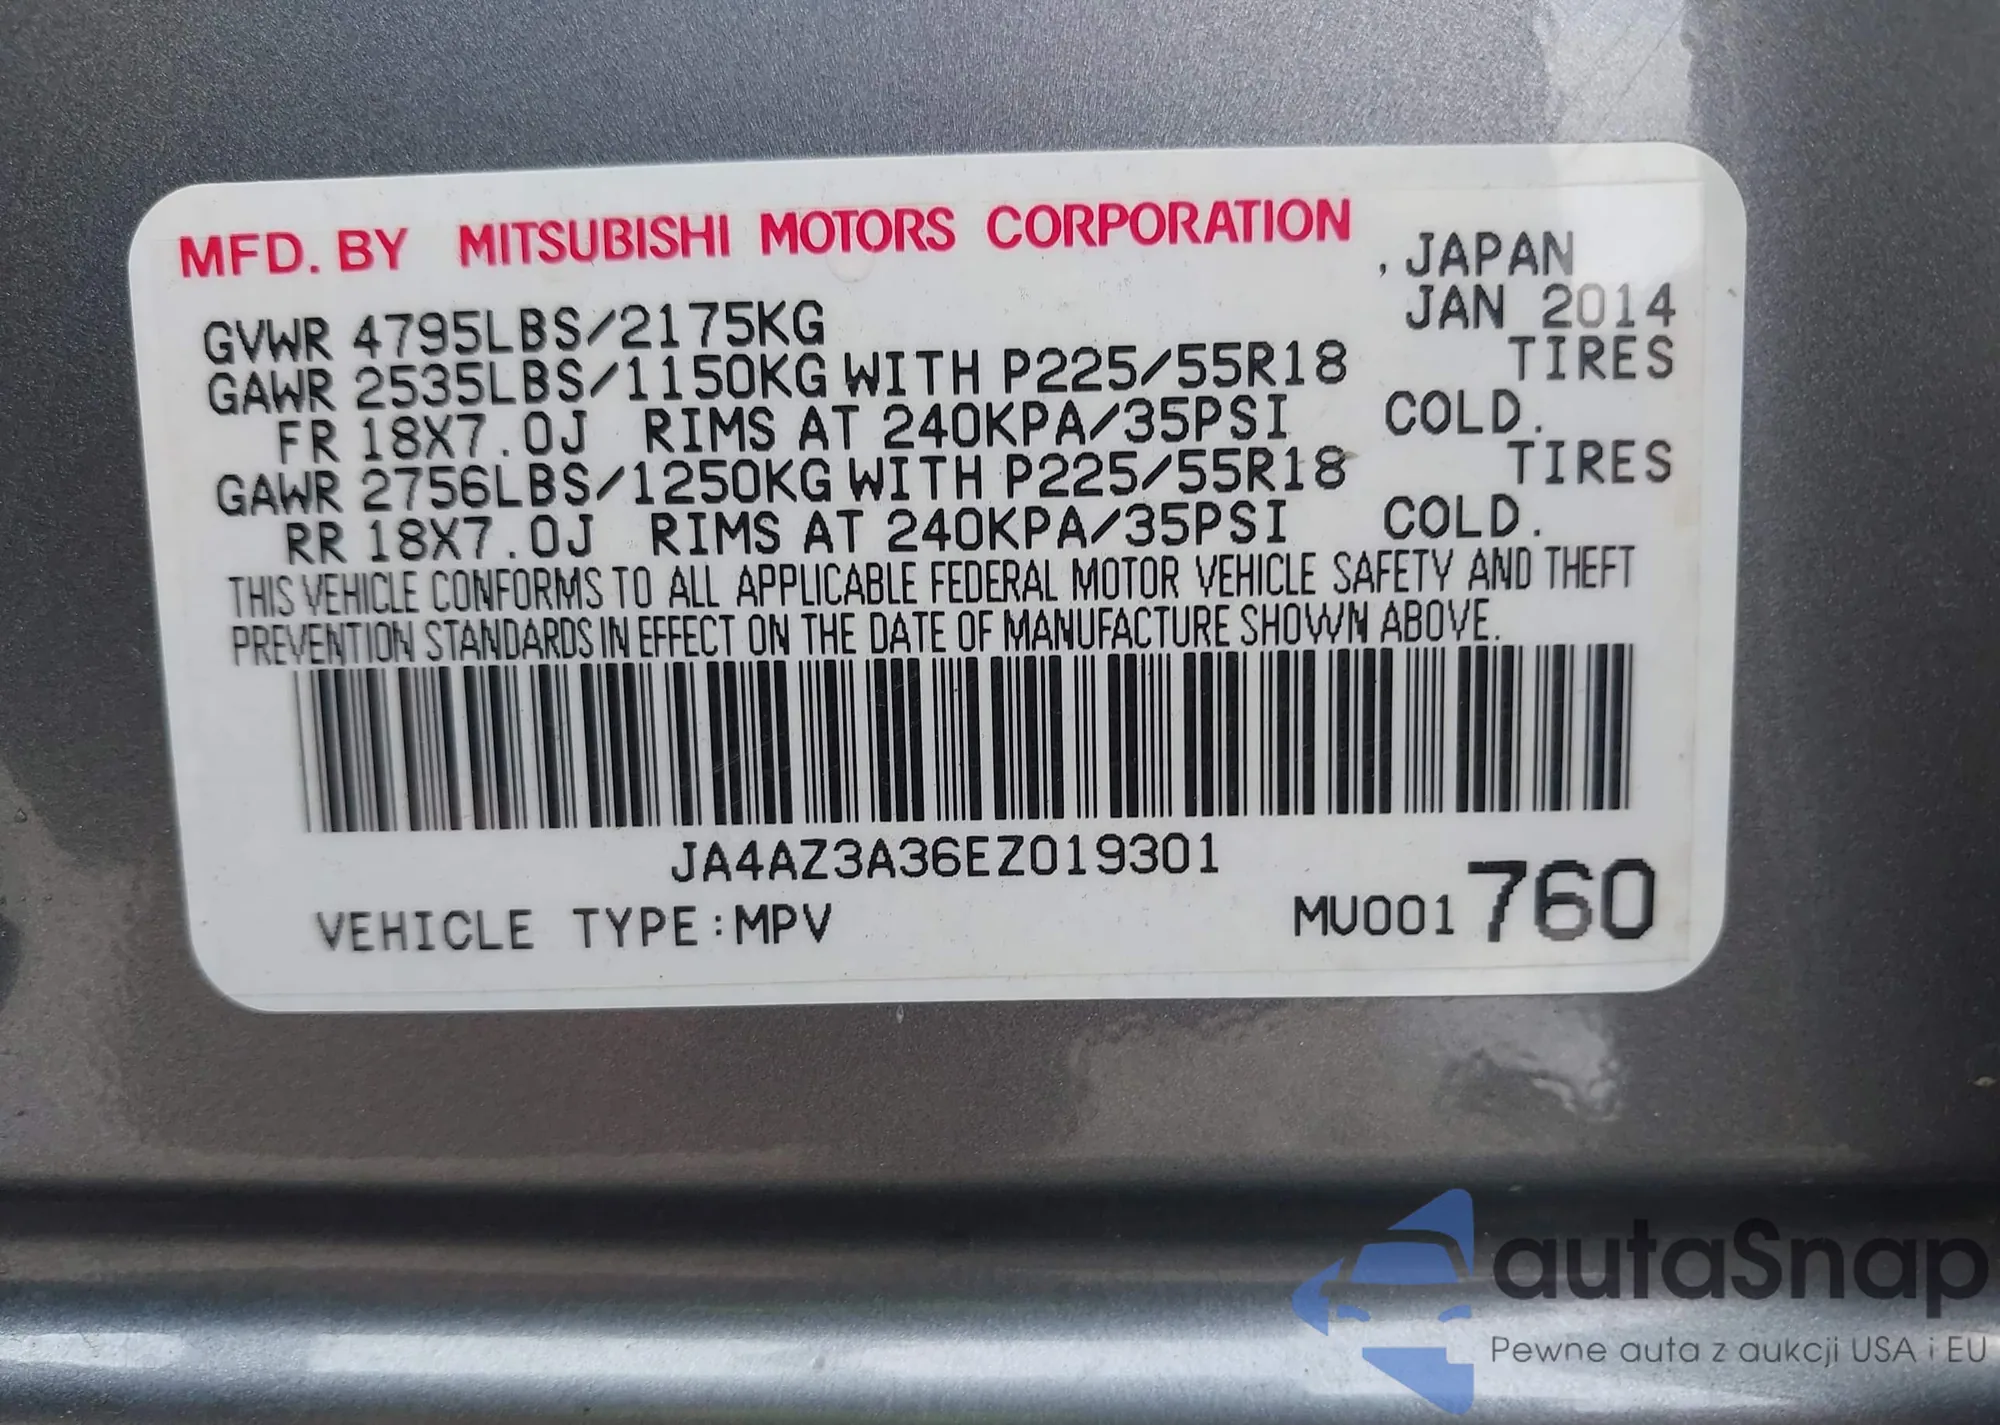 MFD. BY MITSUBISHI MOTORS CORPORATION , JAPAN
GVWR 4795LBS/2175KG JAN 2014
GAWR 2535LBS/1150KG WITH P225/55R18 TIRES
FR 18X7.0J RIMS AT 240KPA/35PSI COLD.
GAWR 2756LBS/1250KG WITH P225/55R18 TIRES
RR 18X7.0J RIMS AT 240KPA/35PSI COLD.
THIS VEHICLE CONFORMS TO ALL APPLICABLE FEDERAL MOTOR VEHICLE SAFETY AND THEFT
PREVENTION STANDARDS IN EFFECT ON THE DATE OF MANUFACTURE SHOWN ABOVE.
JA4AZ3A36EZ019301
VEHICLE TYPE:MPV MU001760
autaSnap
Pewne auta z aukcji USA i EU